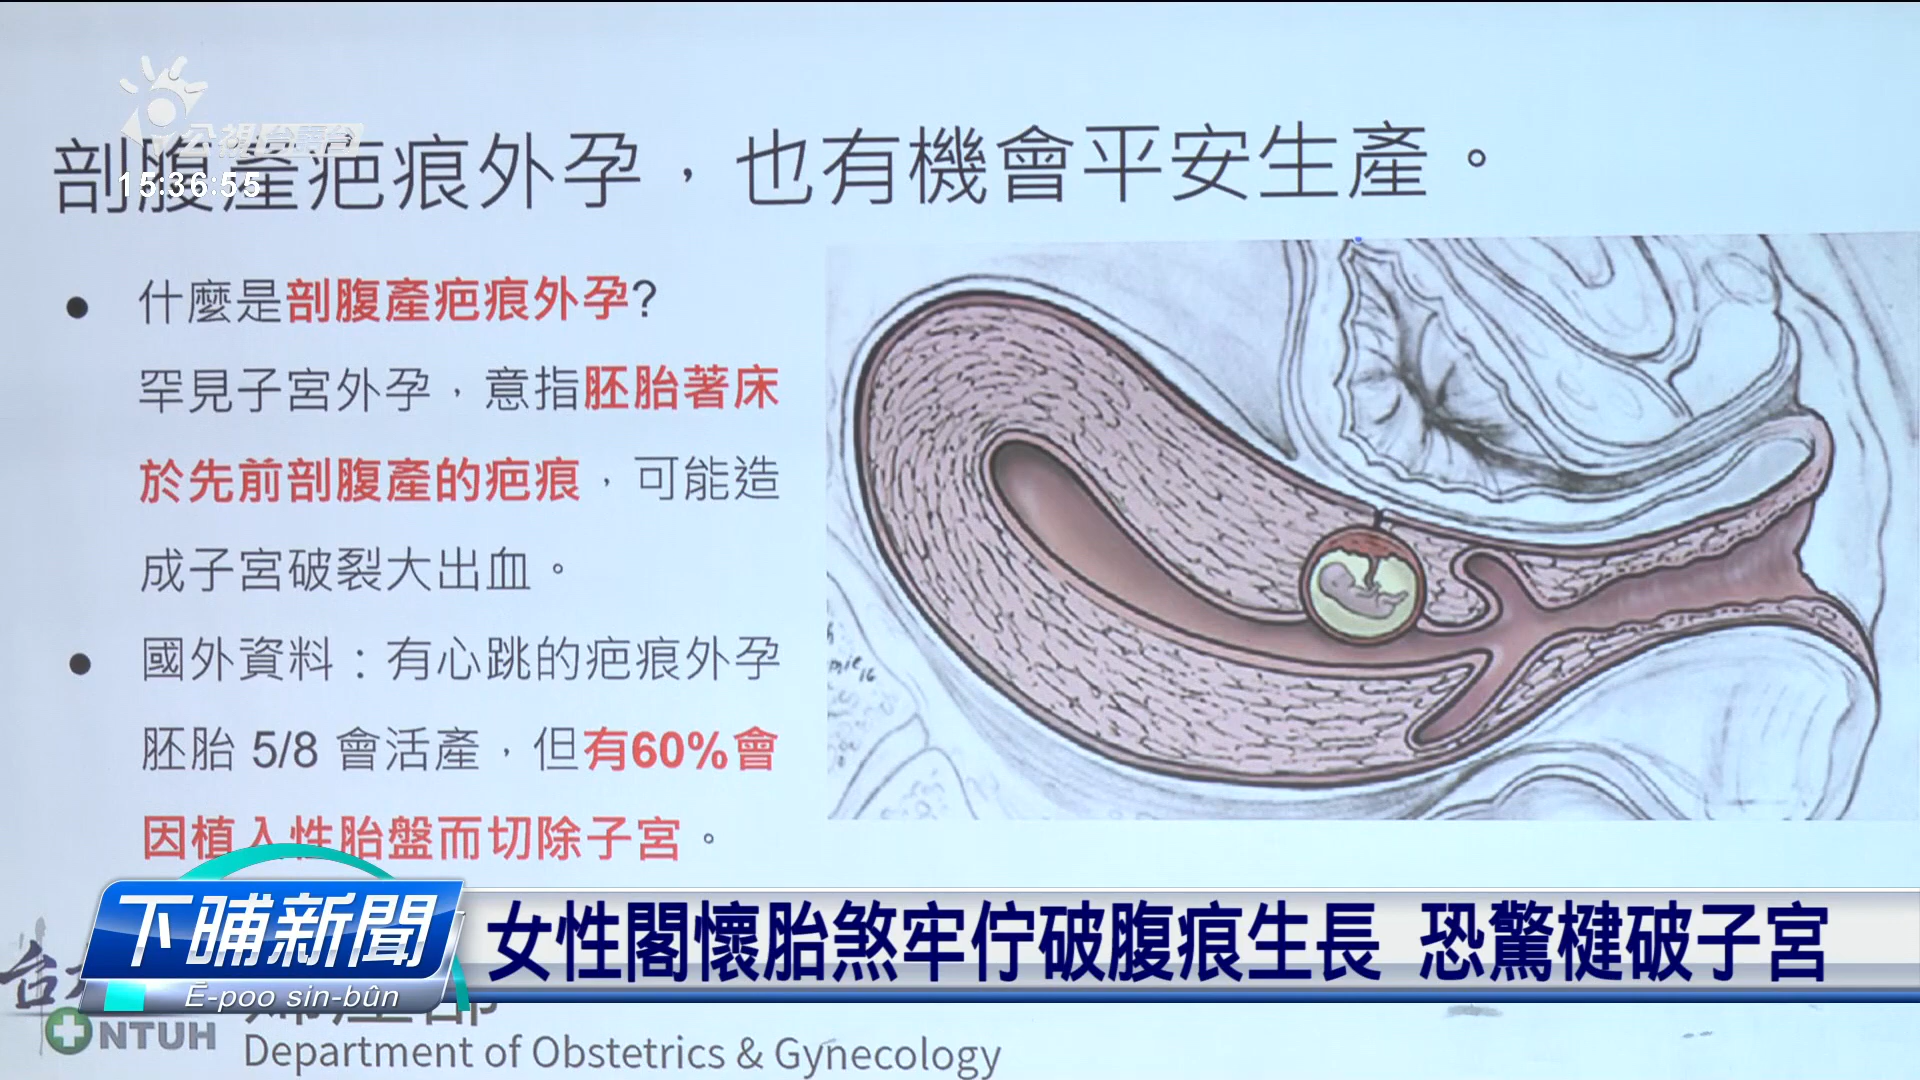 公視台語台
15:36:55
剖腹產疤痕外孕，也有機會平安生產。
● 什麼是剖腹產疤痕外孕?
罕見子宮外孕，意指胚胎著床
於先前剖腹產的疤痕，可能造
成子宮破裂大出血。
● 國外資料：有心跳的疤痕外孕
胚胎 5/8 會活產，但有60%會
因植入性胎盤而切除子宮。
下晡新聞
Ē-poo sin-bûn
女性閣懷胎煞牢佇破腹痕生長 恐驚楗破子宮
NTUH
Department of Obstetrics & Gynecology